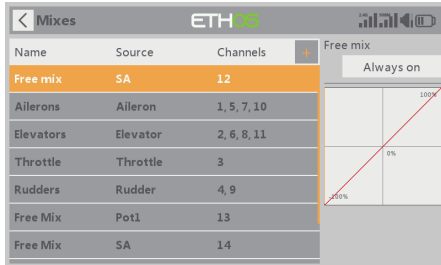 Mixes
ETHOS
Name Source Channels +
Free mix SA 12
Ailerons Aileron 1, 5, 7, 10
Elevators Elevator 2, 6, 8, 11
Throttle Throttle 3
Rudders Rudder 4, 9
Free Mix Pot1 13
Free Mix SA 14
Free mix
Always on
100%
0%
-100%